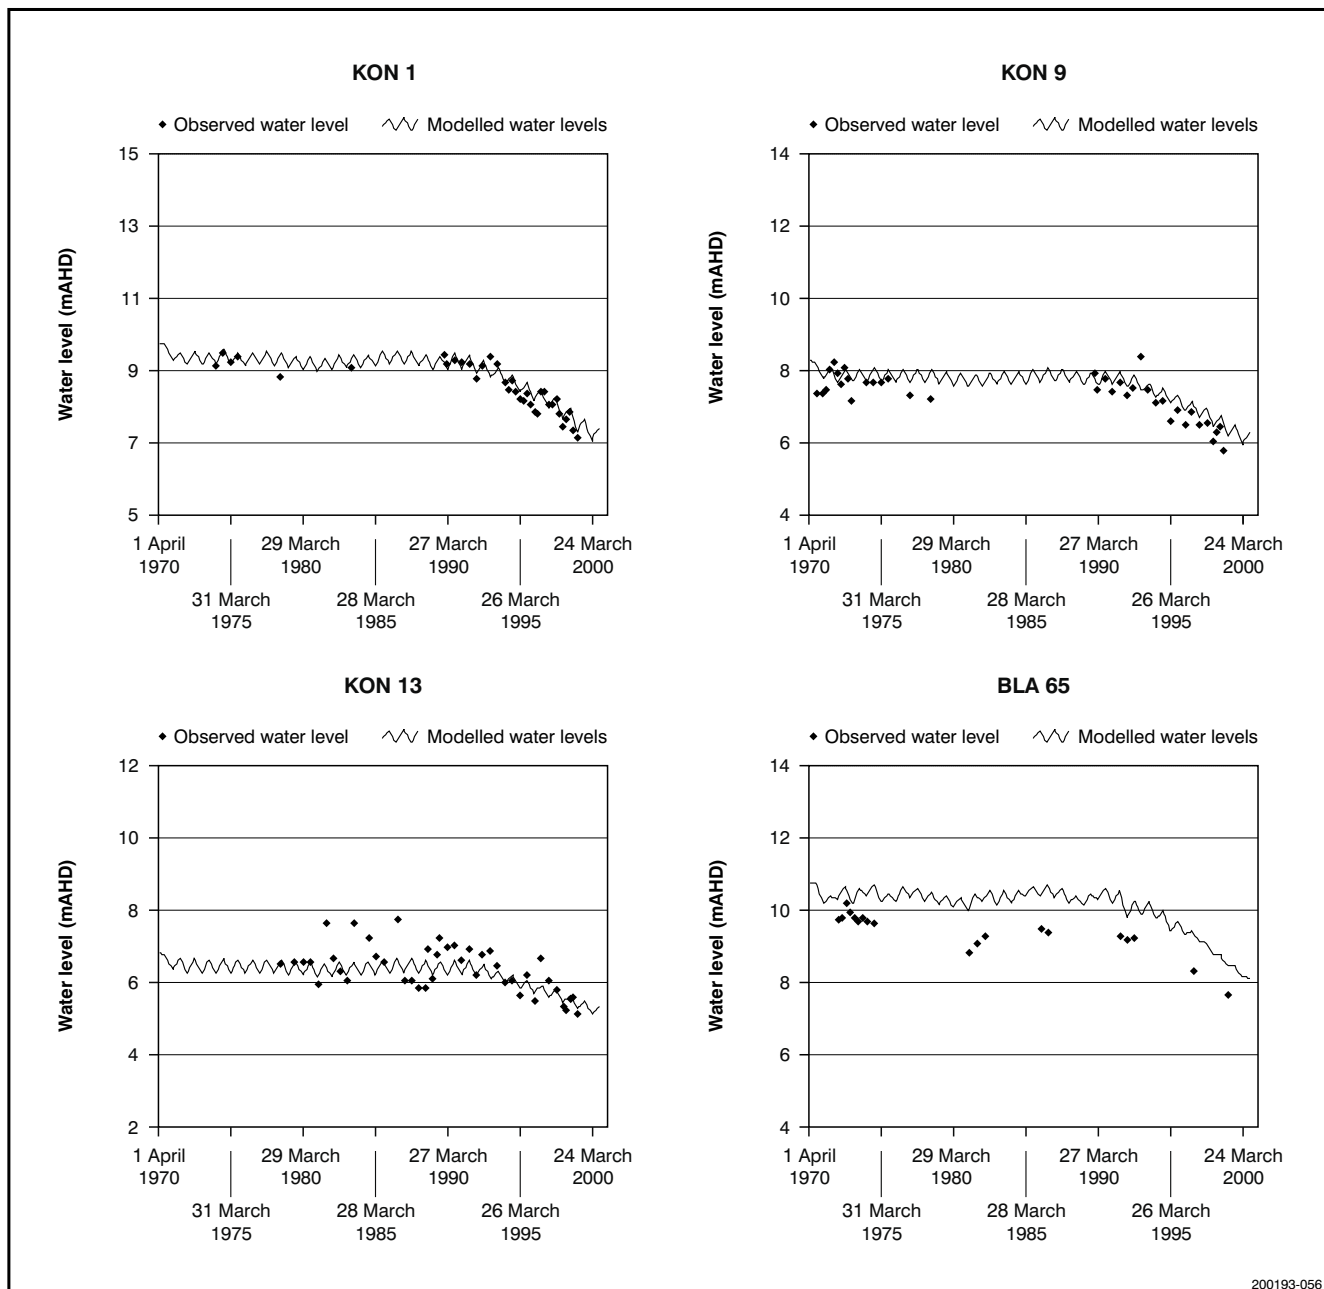 KON 1
Observed water level Modelled water levels
Water level (mAHD)
15
13
11
9
7
5
1 April 1970
31 March 1975
29 March 1980
28 March 1985
27 March 1990
26 March 1995
24 March 2000
KON 9
Observed water level Modelled water levels
Water level (mAHD)
14
12
10
8
6
4
1 April 1970
31 March 1975
29 March 1980
28 March 1985
27 March 1990
26 March 1995
24 March 2000
KON 13
Observed water level Modelled water levels
Water level (mAHD)
12
10
8
6
4
2
1 April 1970
31 March 1975
29 March 1980
28 March 1985
27 March 1990
26 March 1995
24 March 2000
BLA 65
Observed water level Modelled water levels
Water level (mAHD)
14
12
10
8
6
4
1 April 1970
31 March 1975
29 March 1980
28 March 1985
27 March 1990
26 March 1995
24 March 2000
200193-056